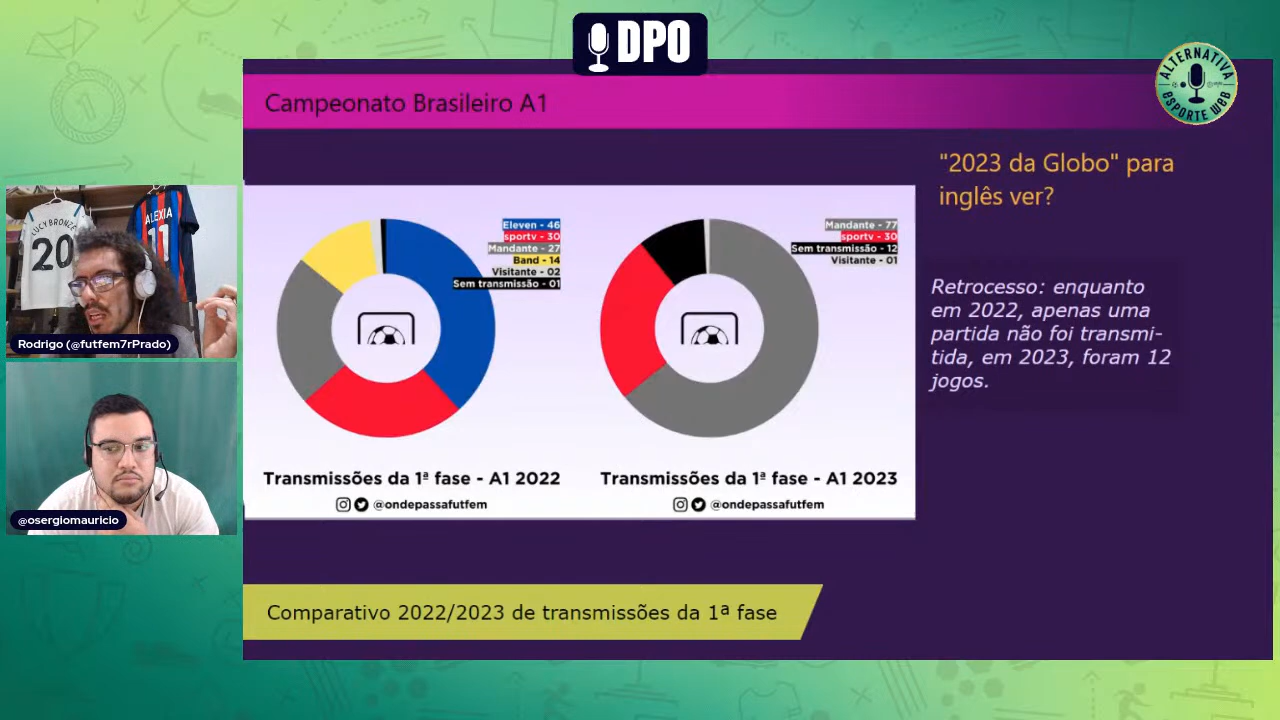 DPO
ALTERNATIVA
ESPORTE WEB
Campeonato Brasileiro A1
"2023 da Globo" para
inglês ver?
LUCY BRONZE
20
ALEXIA
11
Rodrigo (@futfem7rPrado)
@osergiomauricio
Eleven - 46
sportv - 30
Mandante - 27
Band - 14
Visitante - 02
Sem transmissão - 01
Mandante - 77
sportv - 30
Sem transmissão - 12
Visitante - 01
Retrocesso: enquanto
em 2022, apenas uma
partida não foi transmi-
tida, em 2023, foram 12
jogos.
Transmissões da 1ª fase - A1 2022
@ondepassafutfem
Transmissões da 1ª fase - A1 2023
@ondepassafutfem
Comparativo 2022/2023 de transmissões da 1ª fase